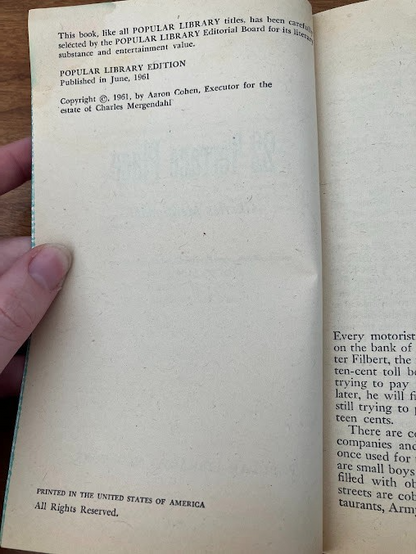 This book, like all POPULAR LIBRARY titles, has been carefully
selected by the POPULAR LIBRARY Editorial Board for its literary
substance and entertainment value.
POPULAR LIBRARY EDITION
Published in June, 1961
Copyright ©, 1961, by Aaron Cohen, Executor for the
estate of Charles Mergendahl
PRINTED IN THE UNITED STATES OF AMERICA
All Rights Reserved.
Every motorist
on the bank of
ter Filbert, the
ten-cent toll
trying to pay
later, he will
still trying to
teen cents.
There are
companies and
once used for
are small boys
filled with
streets are
taurants,